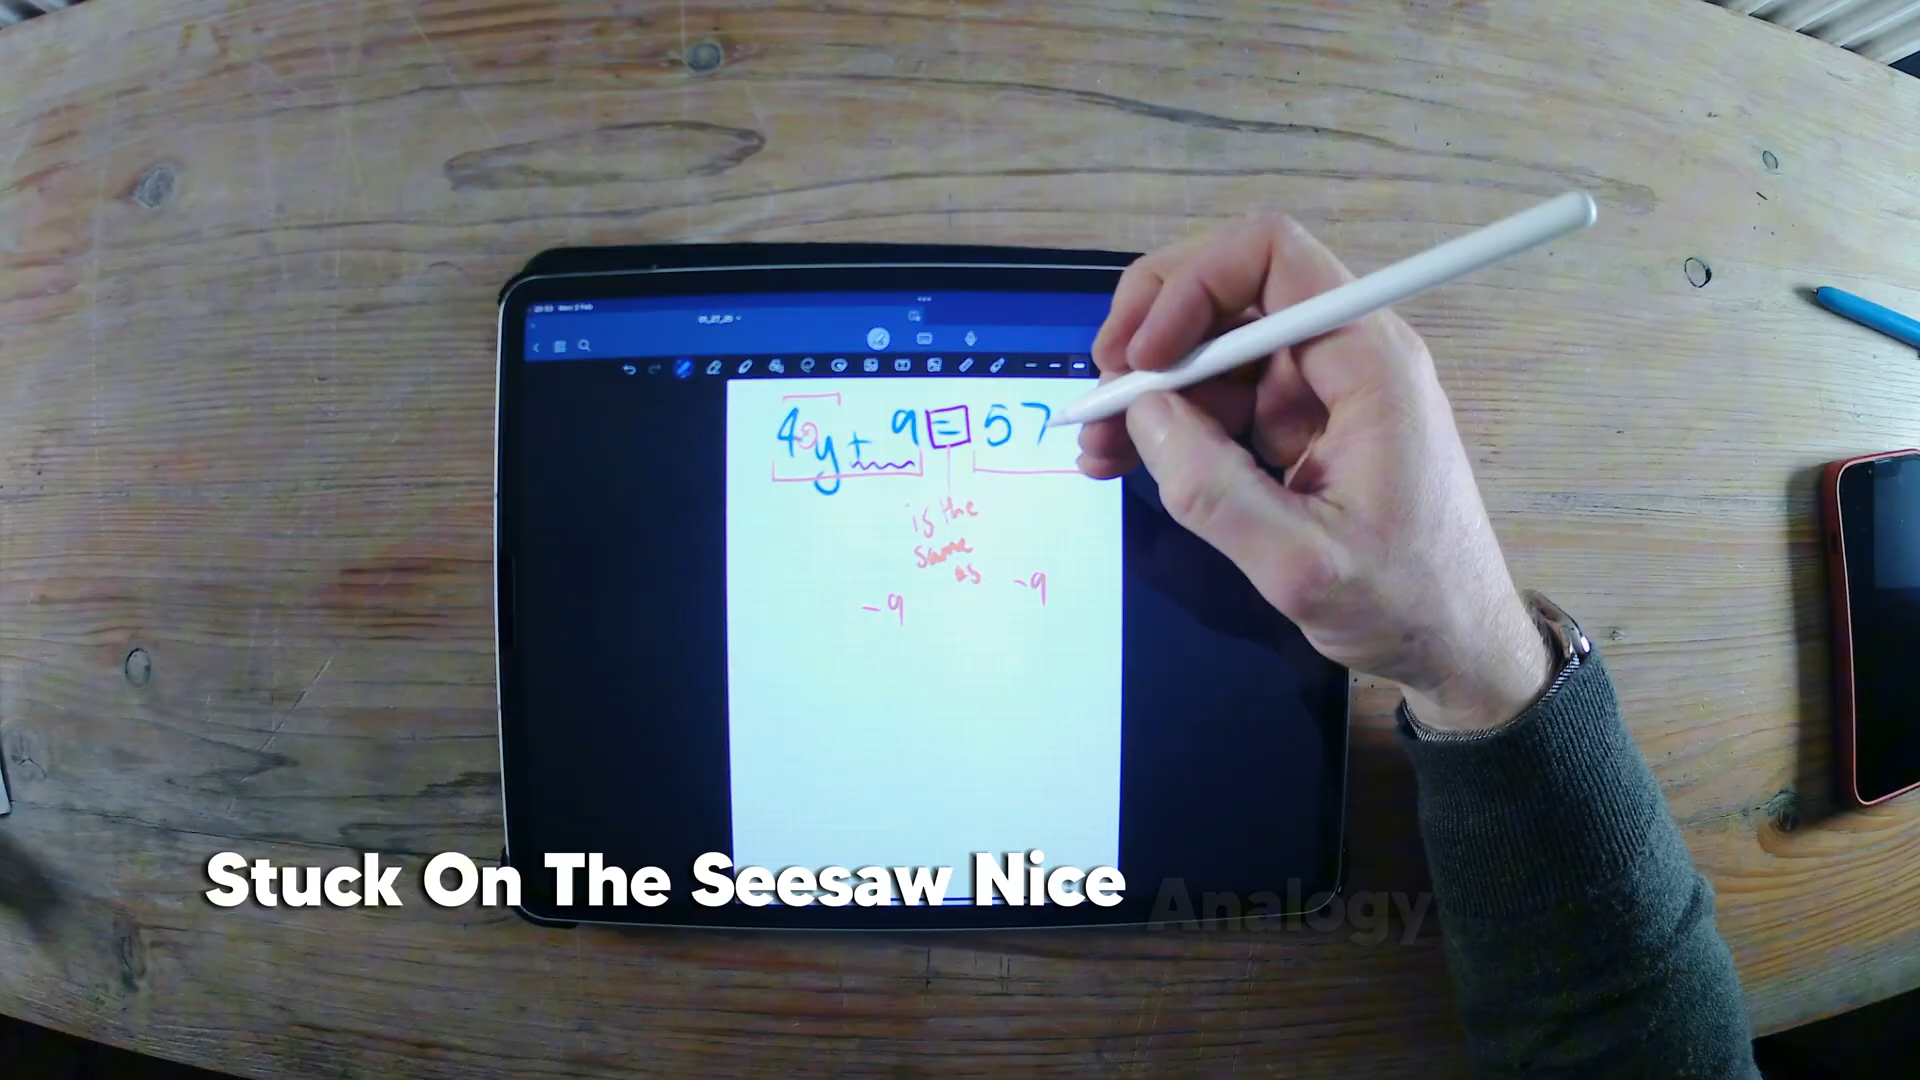 4y + 9 = 57
is the
same
as
-9 -9
Stuck On The Seesaw Nice Analogy